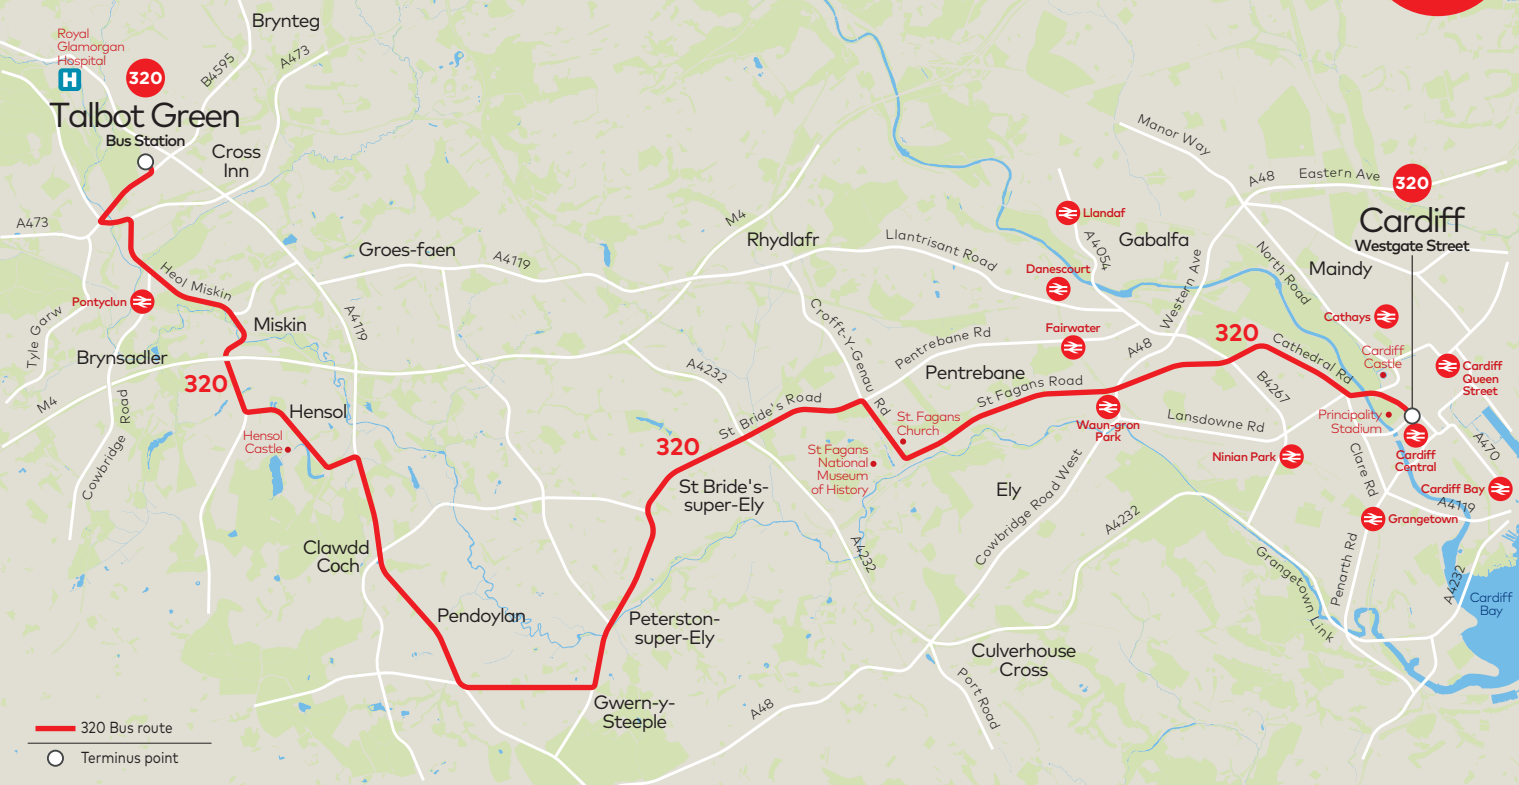 Brynteg
Royal
Glamorgan
Hospital
H
320
B4595
A473
Talbot Green
Bus Station
Cross
Inn
A473
Heol Miskin
Pontyclun
Tyle Garw
Miskin
Brynsadler
320
M4
Cowbridge Road
Hensol
Hensol
Castle
Groes-faen
A4119
A4119
M4
Rhydlafr
Llantrisant Road
Manor Way
A48
Eastern Ave
320
Cardiff
Westgate Street
Llandaf
A4054
Gabalfa
Danescourt
Western Ave
North Road
Maindy
Crofft-Y-Genau Rd
Pentrebane Rd
Fairwater
A48
320
Cathays
Cathedral Rd
Cardiff
Castle
Cardiff
Queen
Street
A4232
Pentrebane
St Fagans Road
B4267
St. Bride's Road
320
St. Fagans
Church
Waun-gron
Park
Lansdowne Rd
Principality
Stadium
Cardiff
Central
A470
St Fagans
National
Museum
of History
Ninian Park
Clare Rd
Cardiff Bay
St Bride's-
super-Ely
Ely
Cowbridge Road West
A4232
A4119
Grangetown
Clawdd
Coch
A4232
Grangetown Link
Penarth Rd
A4232
Cardiff
Bay
Pendoylan
Peterston-
super-Ely
Culverhouse
Cross
Port Road
Gwern-y-
Steeple
A48
320 Bus route
Terminus point